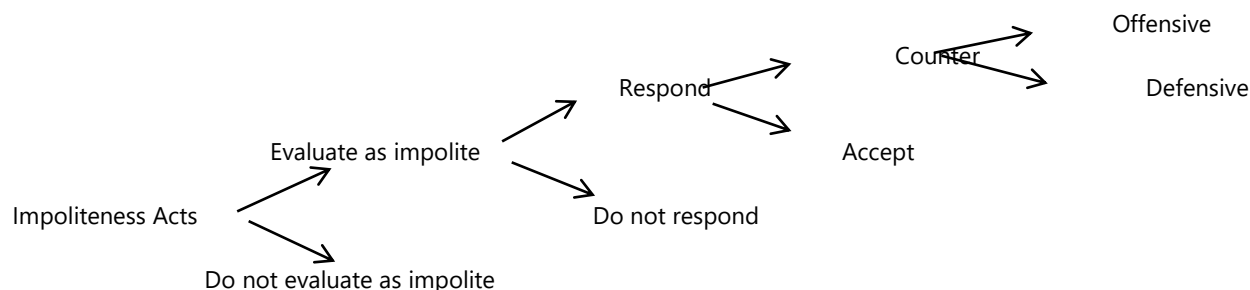 Offensive
Counter
Respond
Defensive
Evaluate as impolite
Accept
Impoliteness Acts
Do not respond
Do not evaluate as impolite